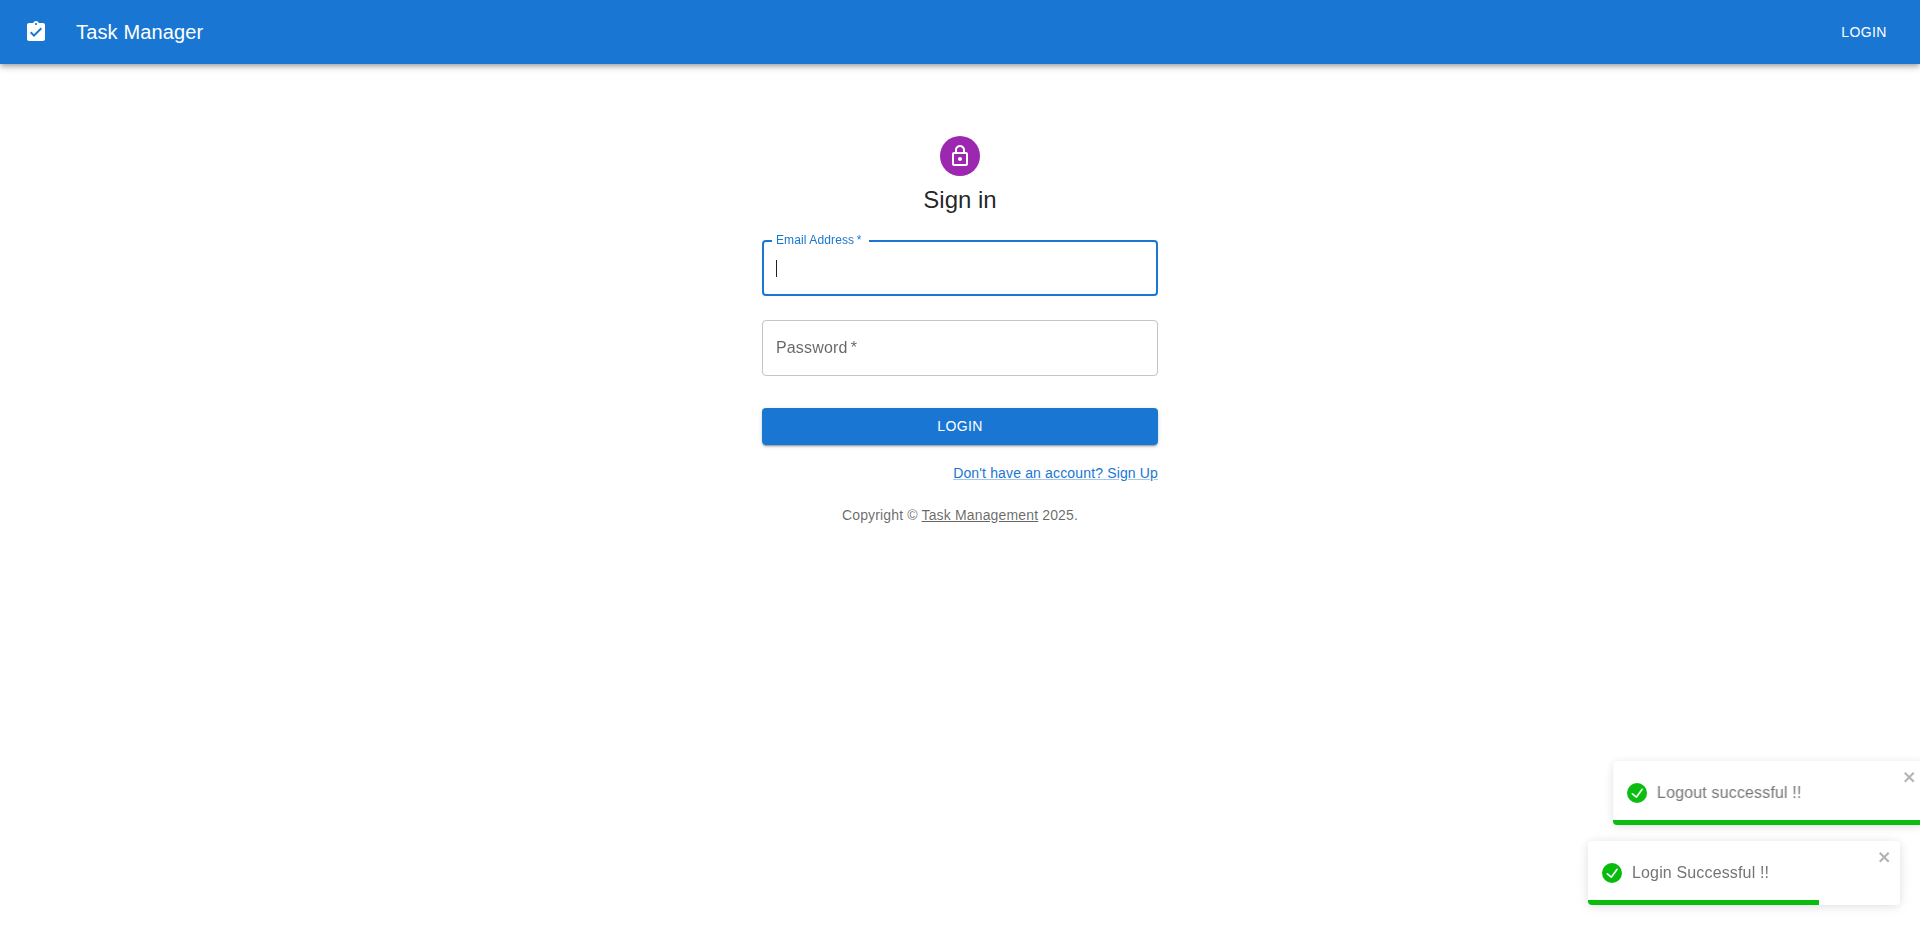 Task Manager
LOGIN
Sign in
Email Address *
Password *
LOGIN
Don't have an account? Sign Up
Copyright © Task Management 2025.
Logout successful !!
Login Successful !!